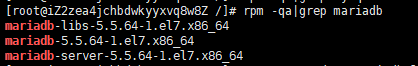 [root@iZ2zea4jchbdwkyyxvq8w8Z /]# rpm -qa|grep mariadb
mariadb-libs-5.5.64-1.el7.x86_64
mariadb-5.5.64-1.el7.x86_64
mariadb-server-5.5.64-1.el7.x86_64